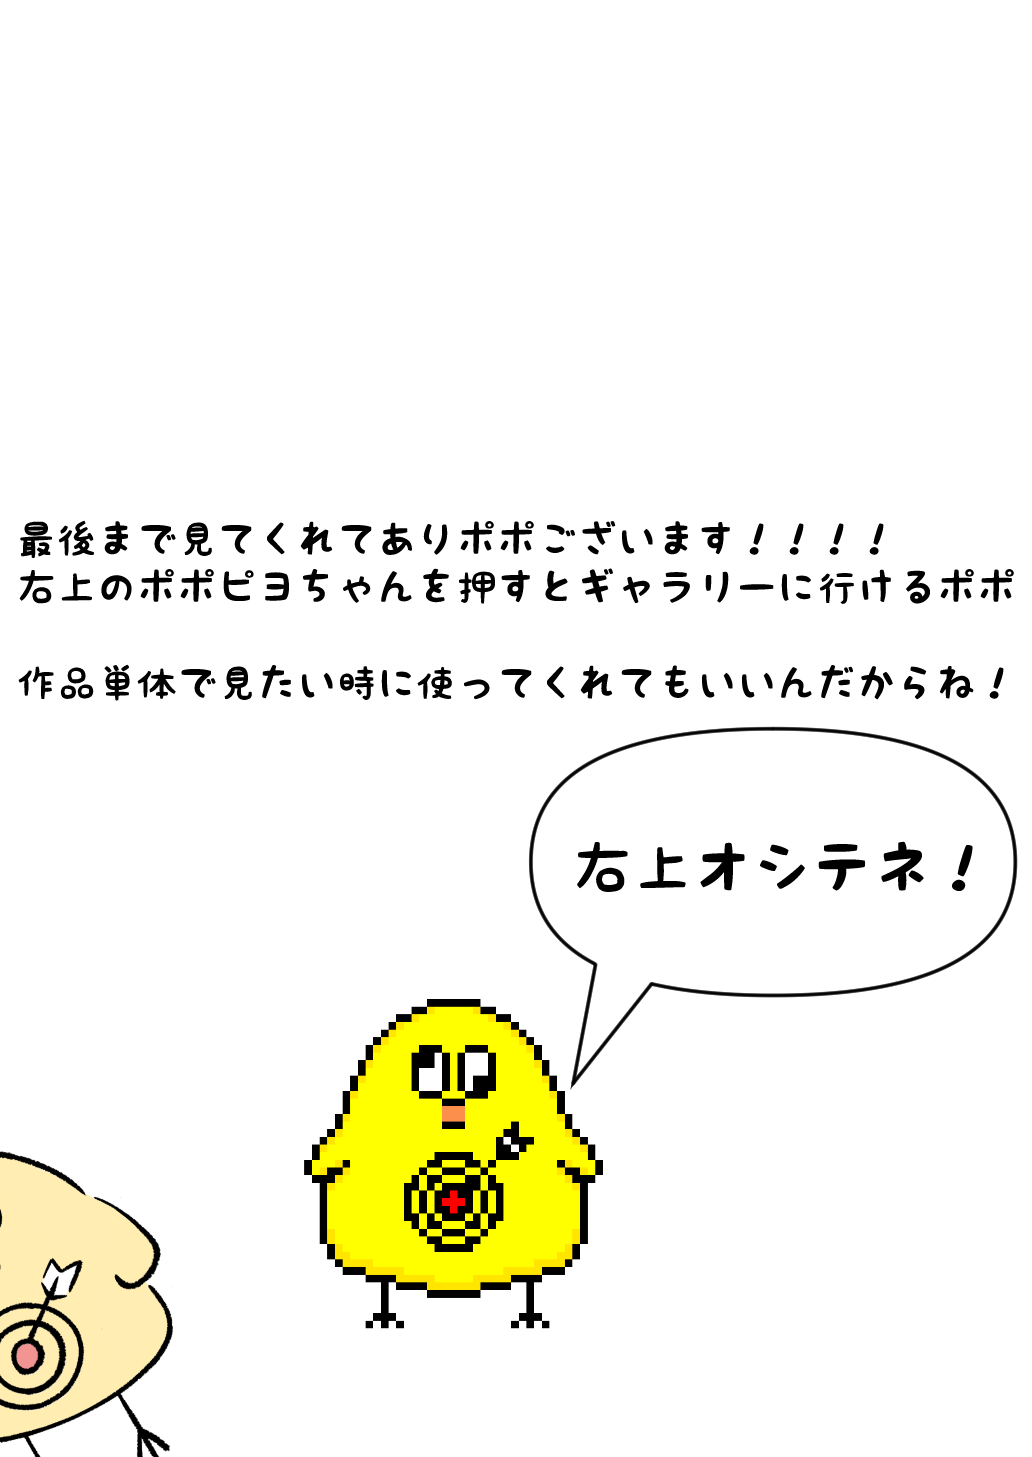 最後まで見てくれてありポポございます！！！！
右上のポポピヨちゃんを押すとギャラリーに行けるポポ
作品単体で見たい時に使ってくれてもいいんだからね！
右上オシテネ！